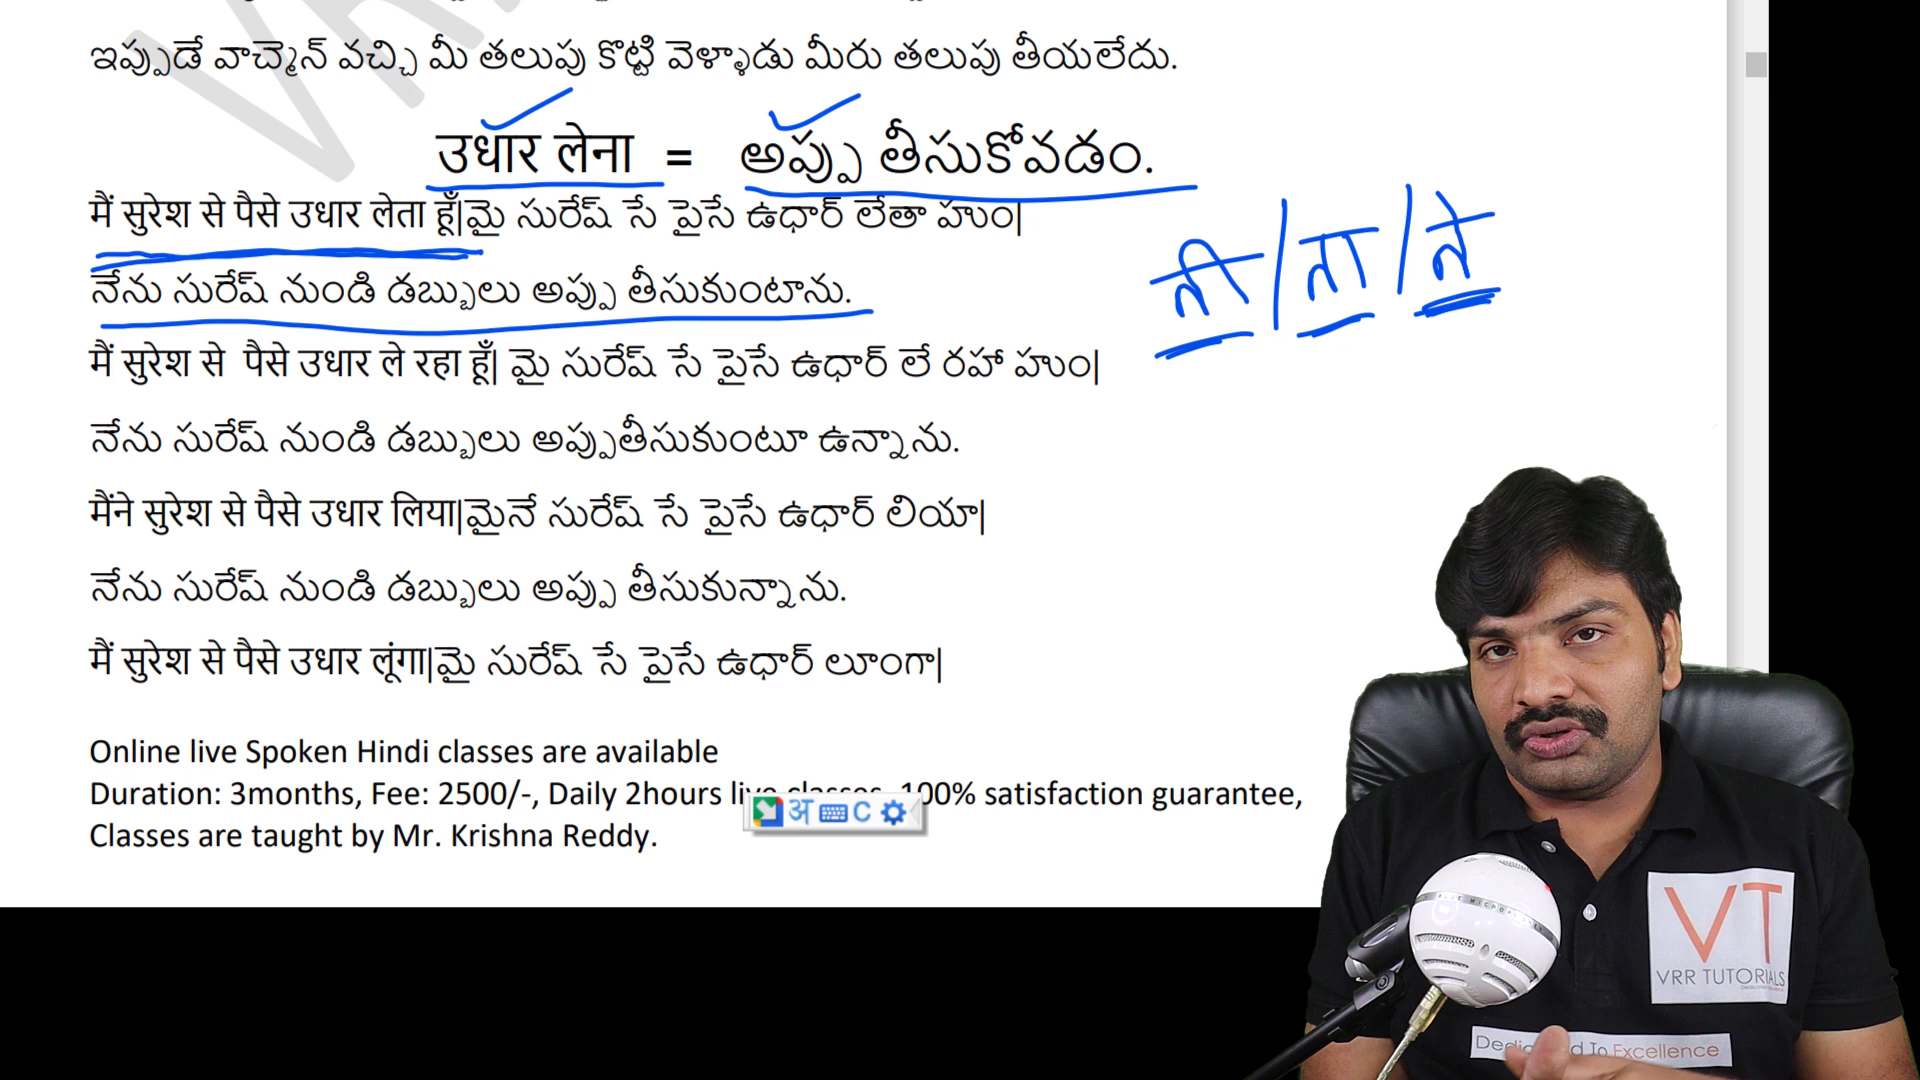 ఇప్పుడే వాచ్మెన్ వచ్చి మీ తలుపు కొట్టి వెళ్ళాడు మీరు తలుపు తీయలేదు.
उधार लेना = అప్పు తీసుకోవడం.
मैं सुरेश से पैसे उधार लेता हूँ|మై సురేష్ సే పైసే ఉధార్ లేతా హుం|
నేను సురేష్ నుండి డబ్బులు అప్పు తీసుకుంటాను.
ती/ता/ते
मैं सुरेश से पैसे उधार ले रहा हूँ| మై సురేష్ సే పైసే ఉధార్ లే రహా హుం|
నేను సురేష్ నుండి డబ్బులు అప్పుతీసుకుంటూ ఉన్నాను.
मैंने सुरेश से पैसे उधार लिया|మైనే సురేష్ సే పైసే ఉధార్ లియా|
నేను సురేష్ నుండి డబ్బులు అప్పు తీసుకున్నాను.
मैं सुरेश से पैसे उधार लूंगा|మై సురేష్ సే పైసే ఉధార్ లూంగా|
Online live Spoken Hindi classes are available
Duration: 3months, Fee: 2500/-, Daily 2hours live classes, 100% satisfaction guarantee,
Classes are taught by Mr. Krishna Reddy.
अ C
VT
VRR TUTORIALS
To Excellence